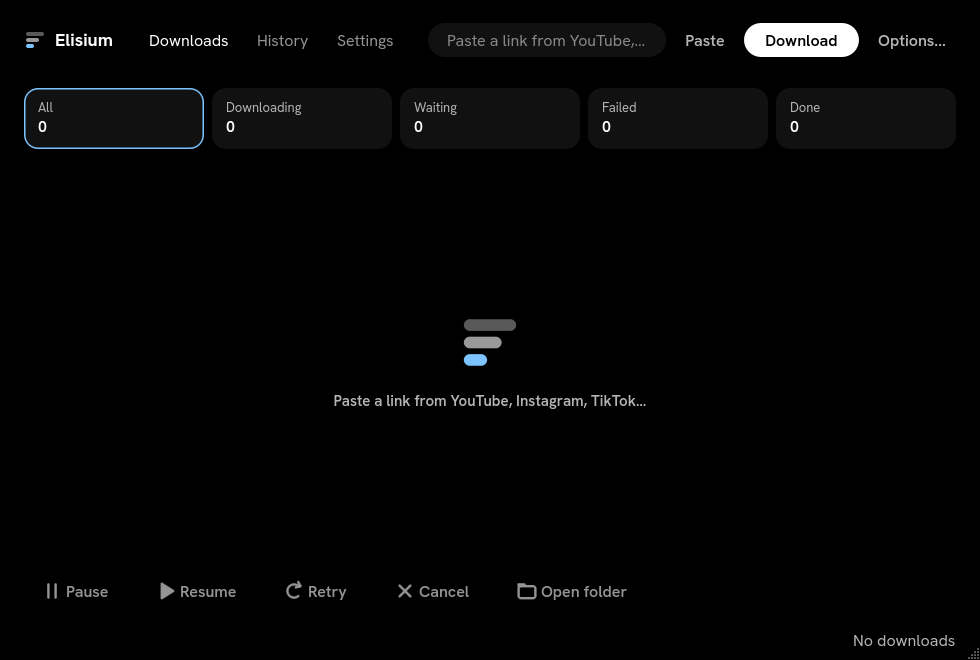 Elisium Downloads History Settings Paste a link from YouTube,... Paste Download Options...
All Downloading Waiting Failed Done
0 0 0 0 0
Paste a link from YouTube, Instagram, TikTok...
Pause Resume Retry Cancel Open folder
No downloads